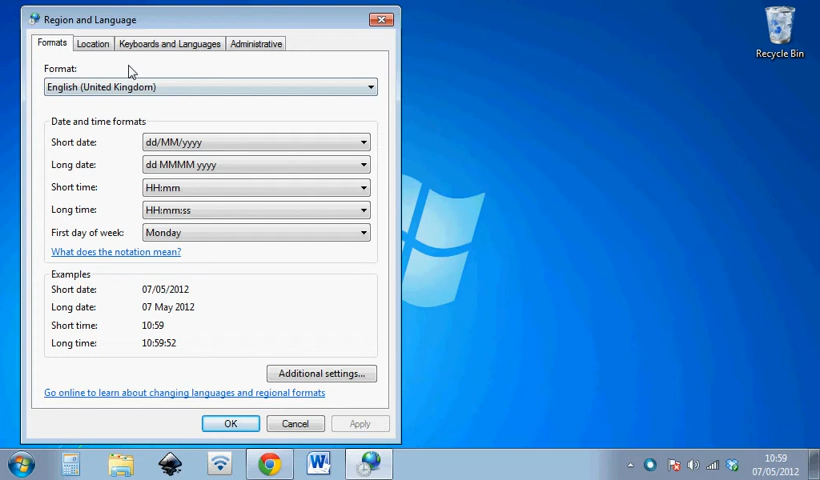 Region and Language
Formats Location Keyboards and Languages Administrative
Format:
English (United Kingdom)
Date and time formats
Short date: dd/MM/yyyy
Long date: dd MMMM yyyy
Short time: HH:mm
Long time: HH:mm:ss
First day of week: Monday
What does the notation mean?
Examples
Short date: 07/05/2012
Long date: 07 May 2012
Short time: 10:59
Long time: 10:59:52
Additional settings...
Go online to learn about changing languages and regional formats
OK Cancel Apply
Recycle Bin
10:59
07/05/2012